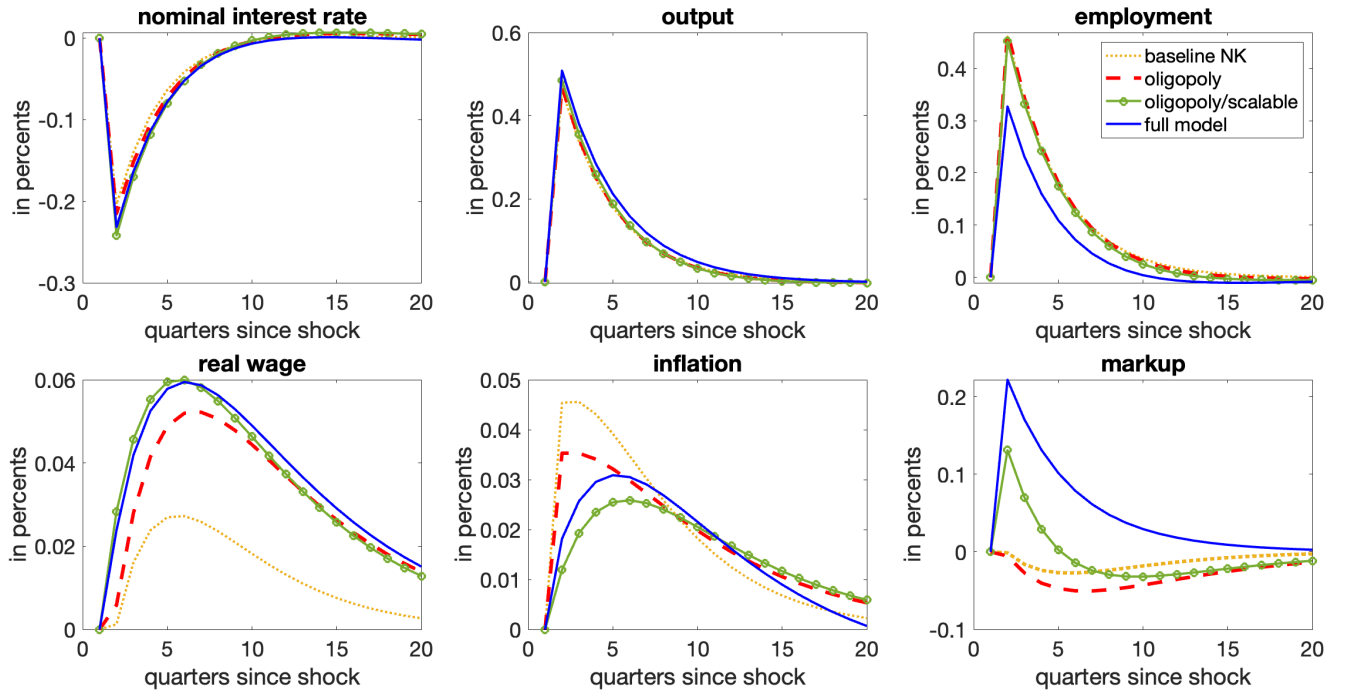 nominal interest rate
0
-0.1
-0.2
-0.3
in percents
0 5 10 15 20
quarters since shock
output
0.6
0.4
0.2
0
in percents
0 5 10 15 20
quarters since shock
employment
0.4
0.3
0.2
0.1
0
in percents
baseline NK
oligopoly
oligopoly/scalable
full model
0 5 10 15 20
quarters since shock
real wage
0.06
0.04
0.02
0
in percents
0 5 10 15 20
quarters since shock
inflation
0.05
0.04
0.03
0.02
0.01
0
in percents
0 5 10 15 20
quarters since shock
markup
0.2
0.1
0
-0.1
in percents
0 5 10 15 20
quarters since shock